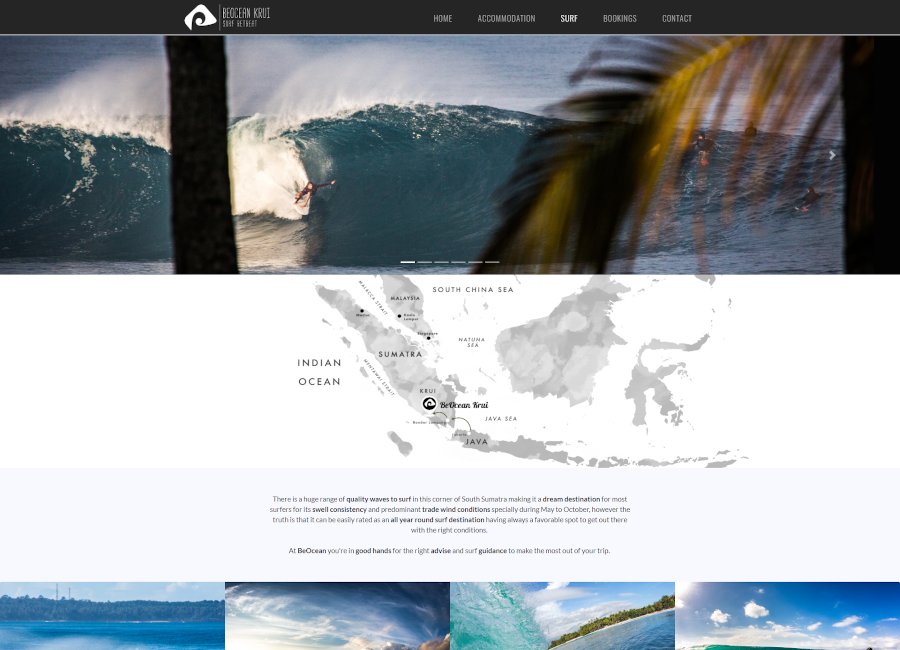 BEOCEAN KRUI
SURF RETREAT
HOME ACCOMMODATION SURF BOOKINGS CONTACT
SOUTH CHINA SEA
MALACCA STRAIT
MALAYSIA
Medan
Kuala Lumpur
Singapore
NATUNA
SEA
SUMATRA
INDIAN
OCEAN
MENTAWAI STRAIT
KRUI
BeOcean Krui
JAVA SEA
Bandar Lampung
Jakarta
JAVA
There is a huge range of quality waves to surf in this corner of South Sumatra making it a dream destination for most
surfers for its swell consistency and predominant trade wind conditions specially during May to October, however the
truth is that it can be easily rated as an all year round surf destination having always a favorable spot to get out there
with the right conditions.
At BeOcean you're in good hands for the right advise and surf guidance to make the most out of your trip.